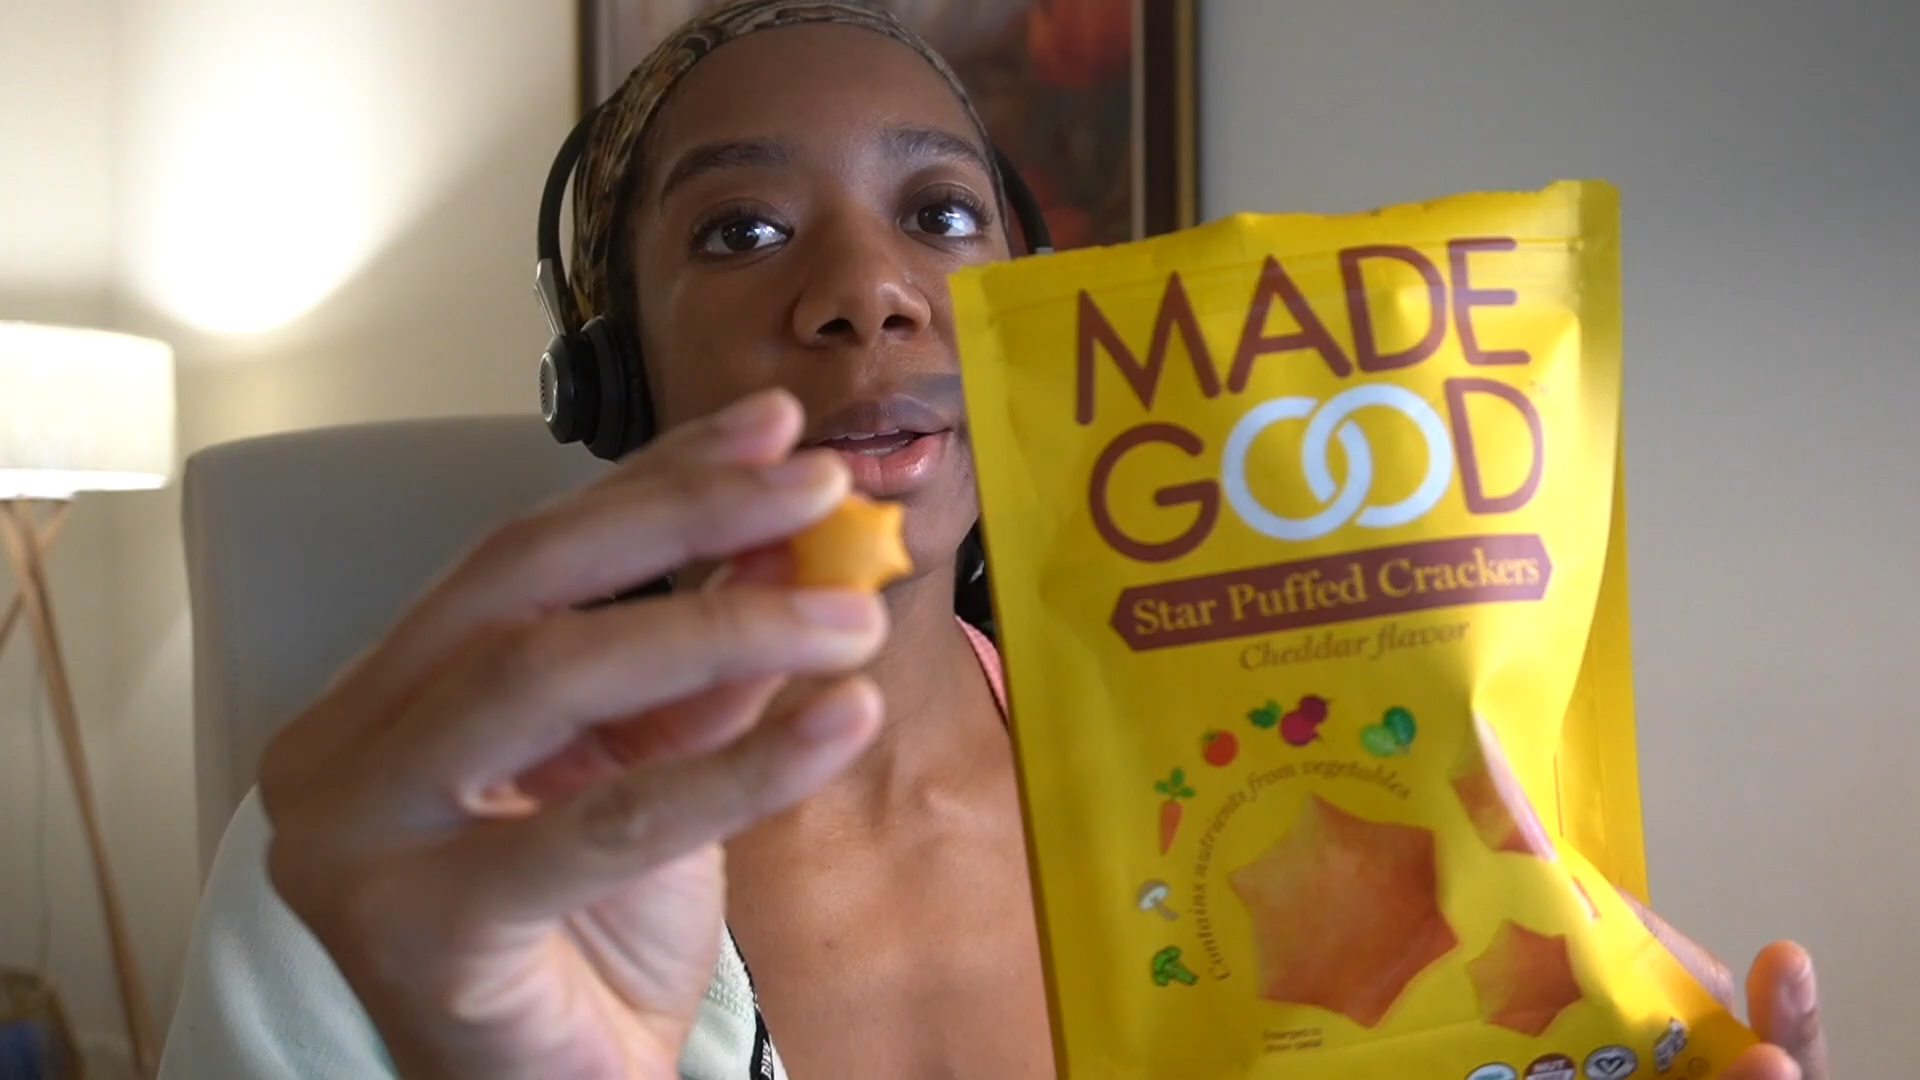 MADE
GOOD
Star Puffed Crackers
Cheddar flavor
Contains nutrients from vegetables